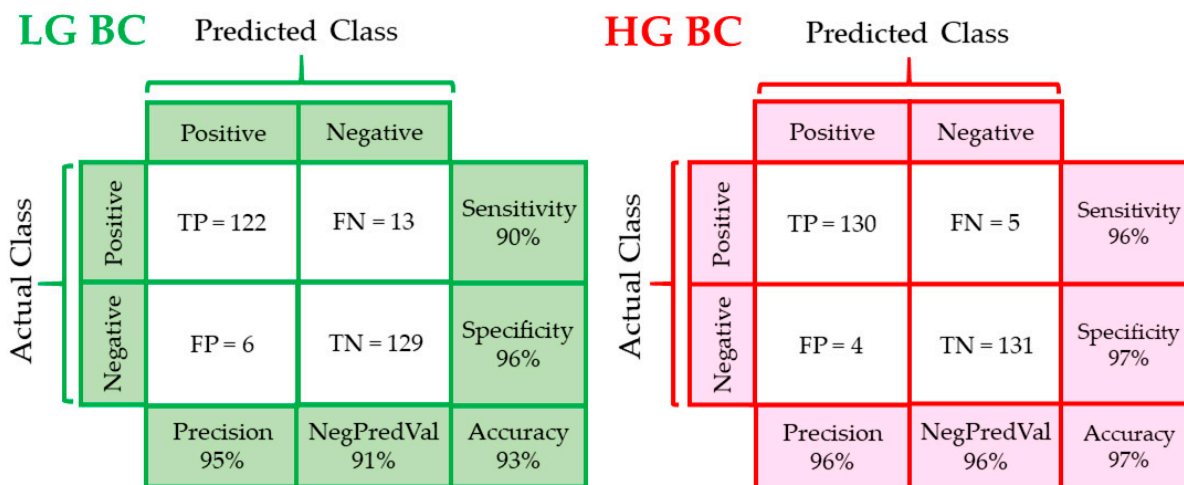 LG BC
Predicted Class
Positive
Negative
Actual Class
Positive
TP = 122
FN = 13
Sensitivity
90%
Negative
FP = 6
TN = 129
Specificity
96%
Precision
95%
NegPredVal
91%
Accuracy
93%
HG BC
Predicted Class
Positive
Negative
Actual Class
Positive
TP = 130
FN = 5
Sensitivity
96%
Negative
FP = 4
TN = 131
Specificity
97%
Precision
96%
NegPredVal
96%
Accuracy
97%